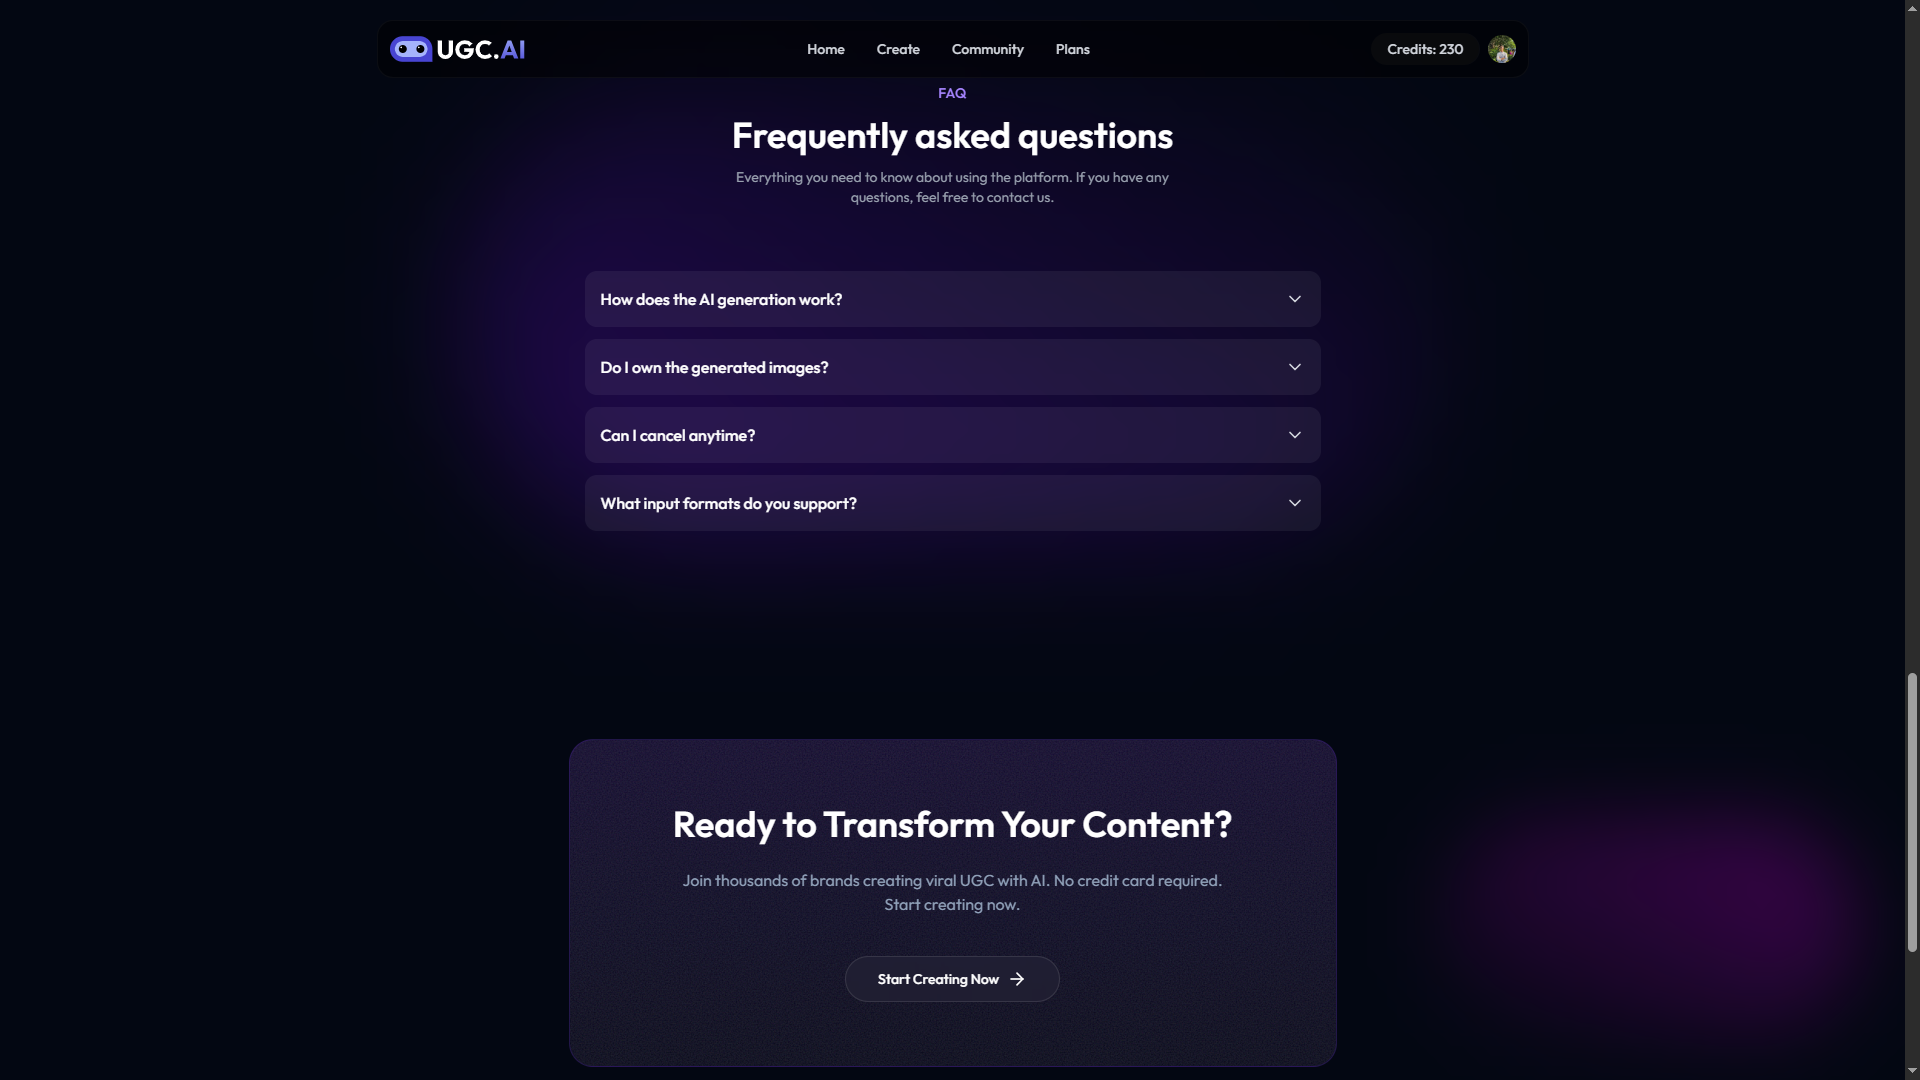 UGC.AI
Home
Create
Community
Plans
Credits: 230
FAQ
Frequently asked questions
Everything you need to know about using the platform. If you have any
questions, feel free to contact us.
How does the AI generation work?
Do I own the generated images?
Can I cancel anytime?
What input formats do you support?
Ready to Transform Your Content?
Join thousands of brands creating viral UGC with AI. No credit card required.
Start creating now.
Start Creating Now